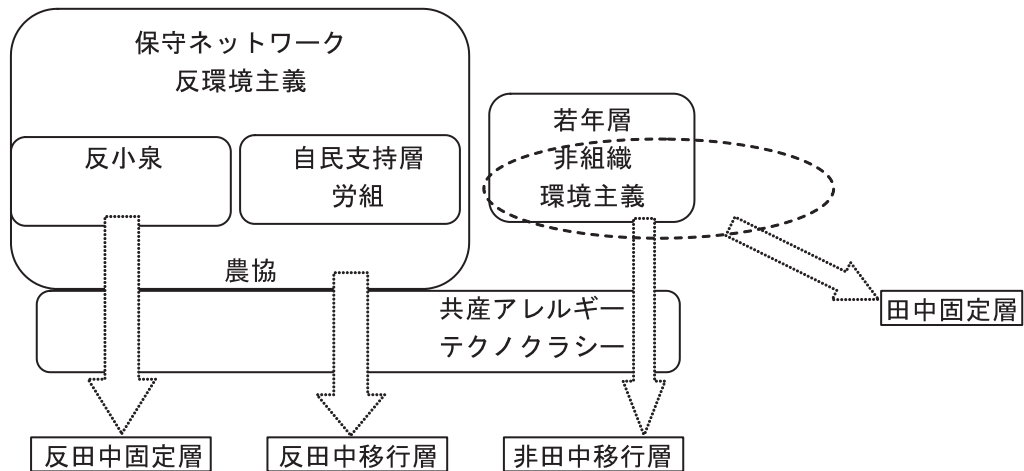 保守ネットワーク
反環境主義
反小泉
自民支持層
労組
農協
若年層
非組織
環境主義
共産アレルギー
テクノクラシー
田中固定層
反田中固定層
反田中移行層
非田中移行層